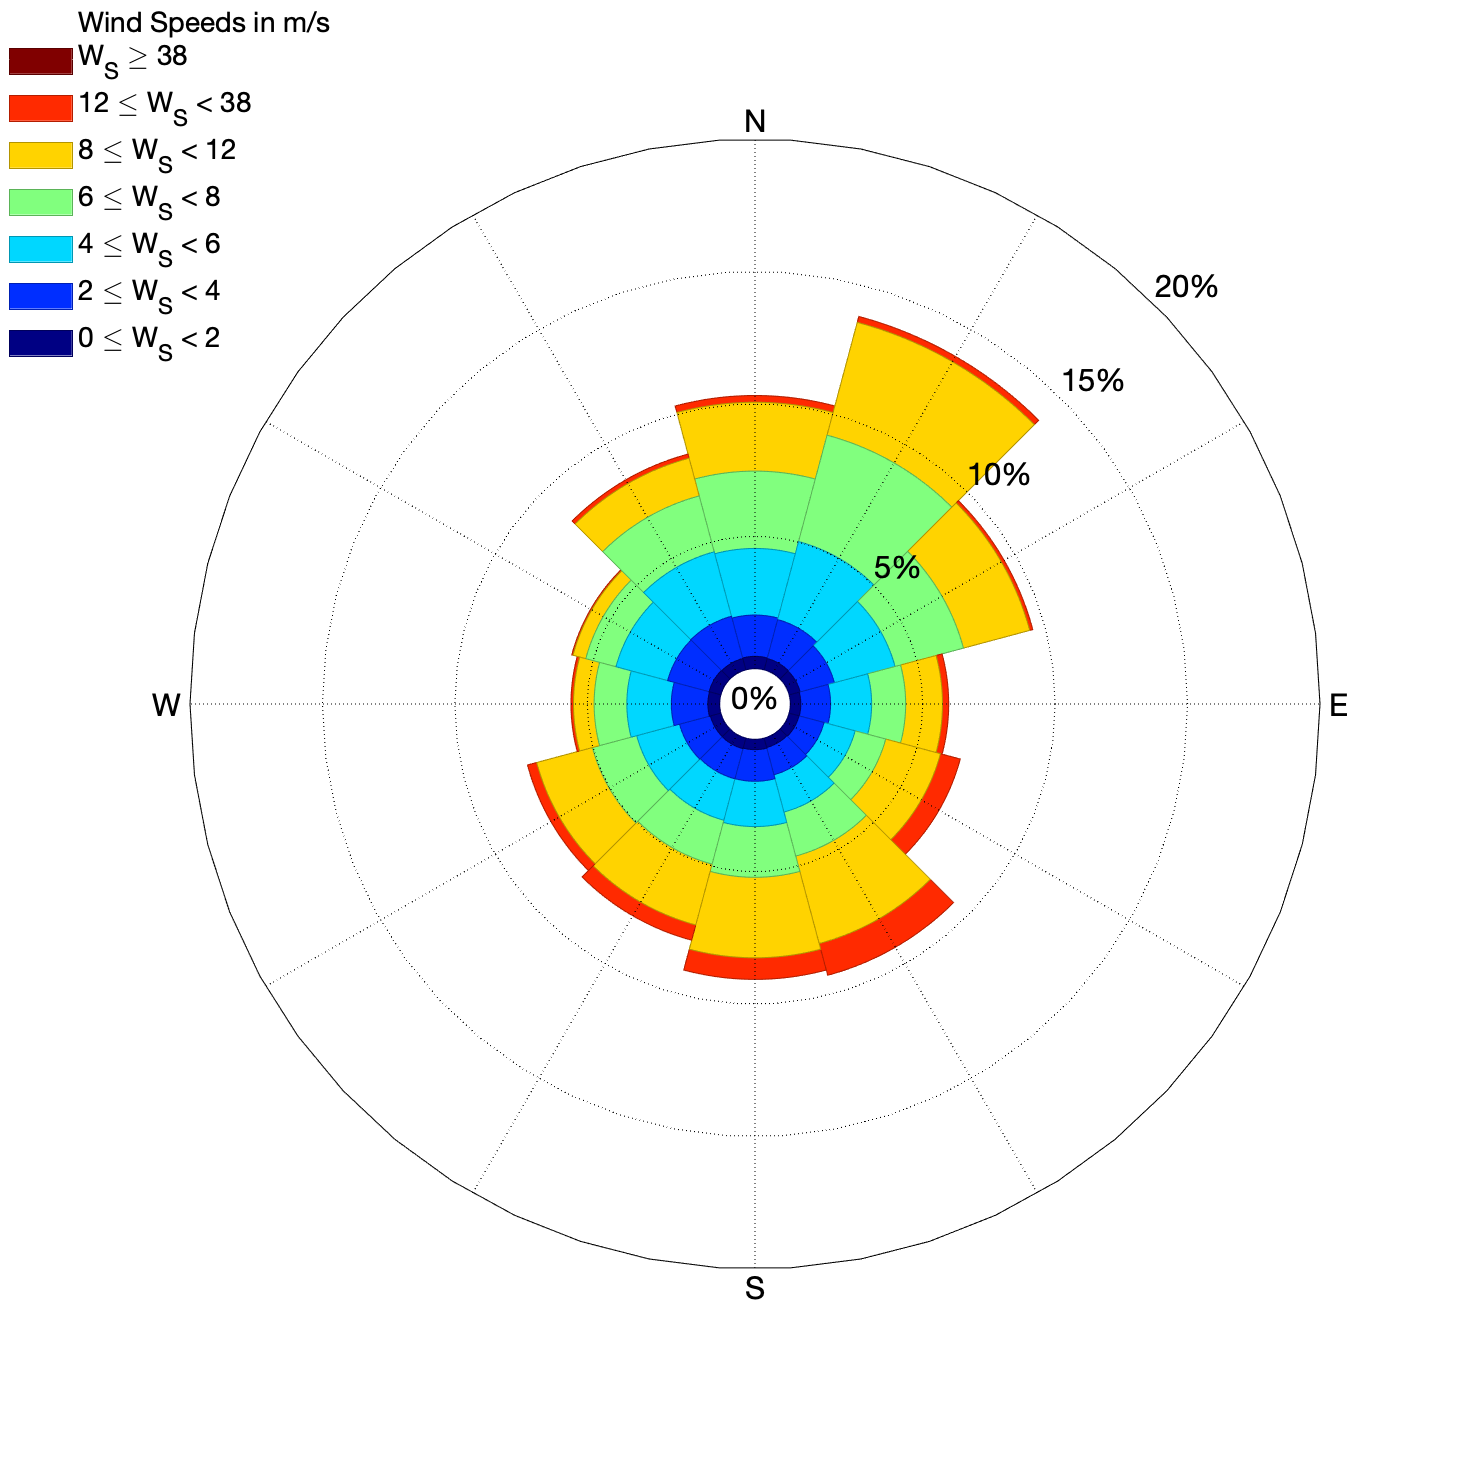 Wind Speeds in m/s
W_S ≥ 38
12 ≤ W_S < 38
8 ≤ W_S < 12
6 ≤ W_S < 8
4 ≤ W_S < 6
2 ≤ W_S < 4
0 ≤ W_S < 2
N
20%
15%
10%
5%
W
0%
E
S